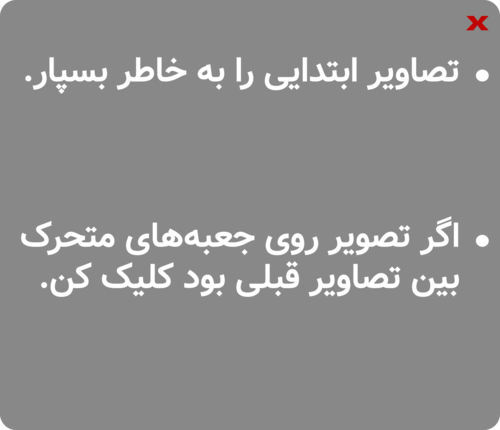 x
• تصاویر ابتدایی را به خاطر بسپار.
• اگر تصویر روی جعبه‌های متحرک
بین تصاویر قبلی بود کلیک کن.